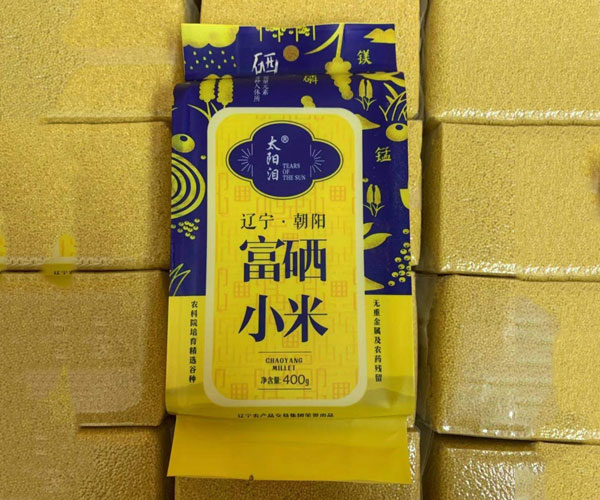 硒
镁
锰
太阳泪®
TEARS
OF
THE SUN
辽宁·朝阳
富硒
小米
CHAOYANG
MILLET
净含量:400g
农科院培育精选谷种
无重金属及农药残留